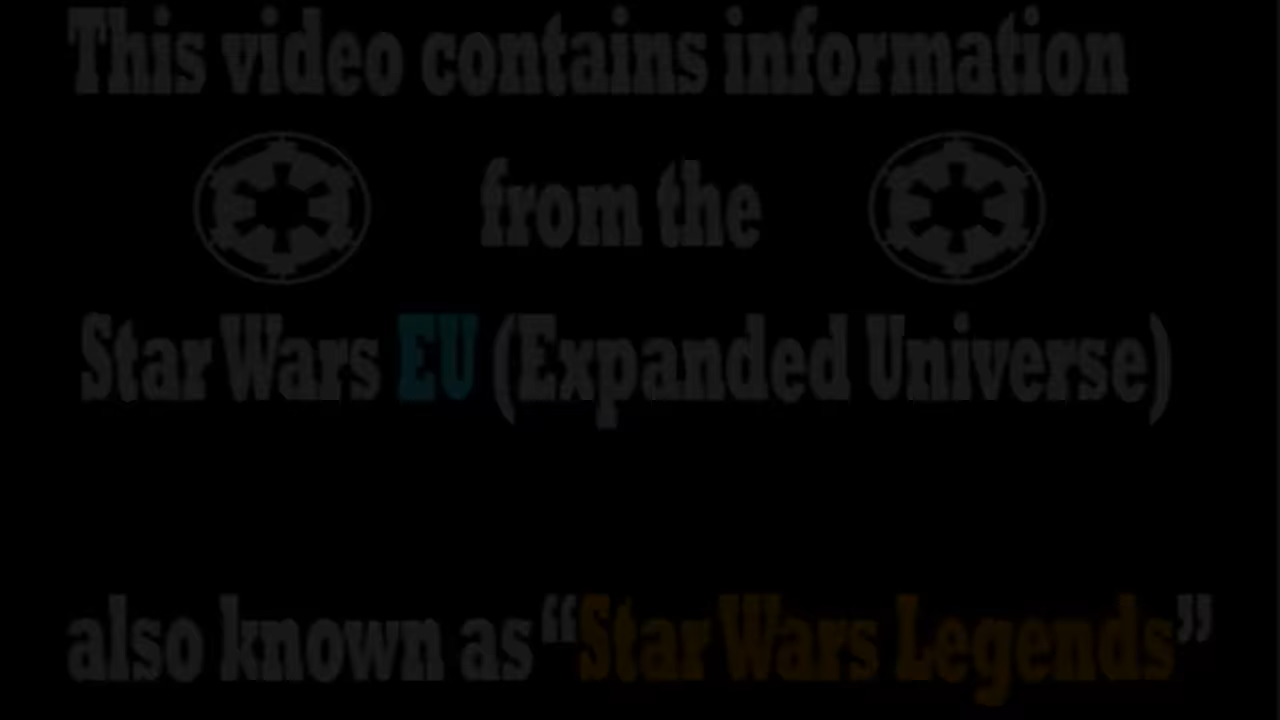 This video contains information
from the
Star Wars EU (Expanded Universe)
also known as “Star Wars Legends”